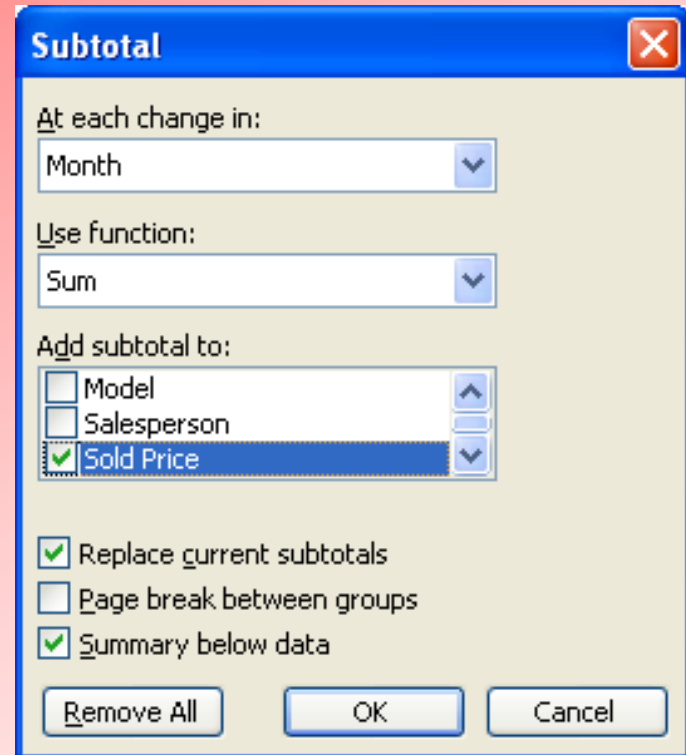 Subtotal
At each change in:
Month
Use function:
Sum
Add subtotal to:
Model
Salesperson
Sold Price
Replace current subtotals
Page break between groups
Summary below data
Remove All OK Cancel